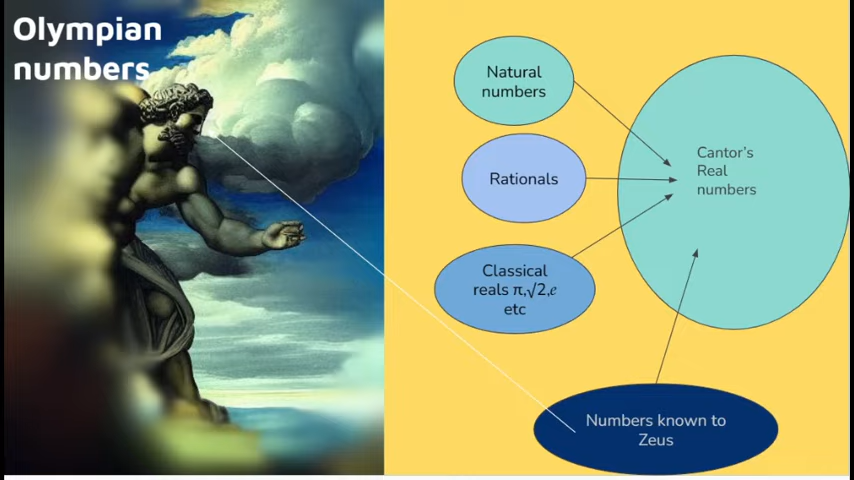 Olympian
numbers
Natural
numbers
Rationals
Classical
reals π,√2,e
etc
Cantor's
Real
numbers
Numbers known to
Zeus